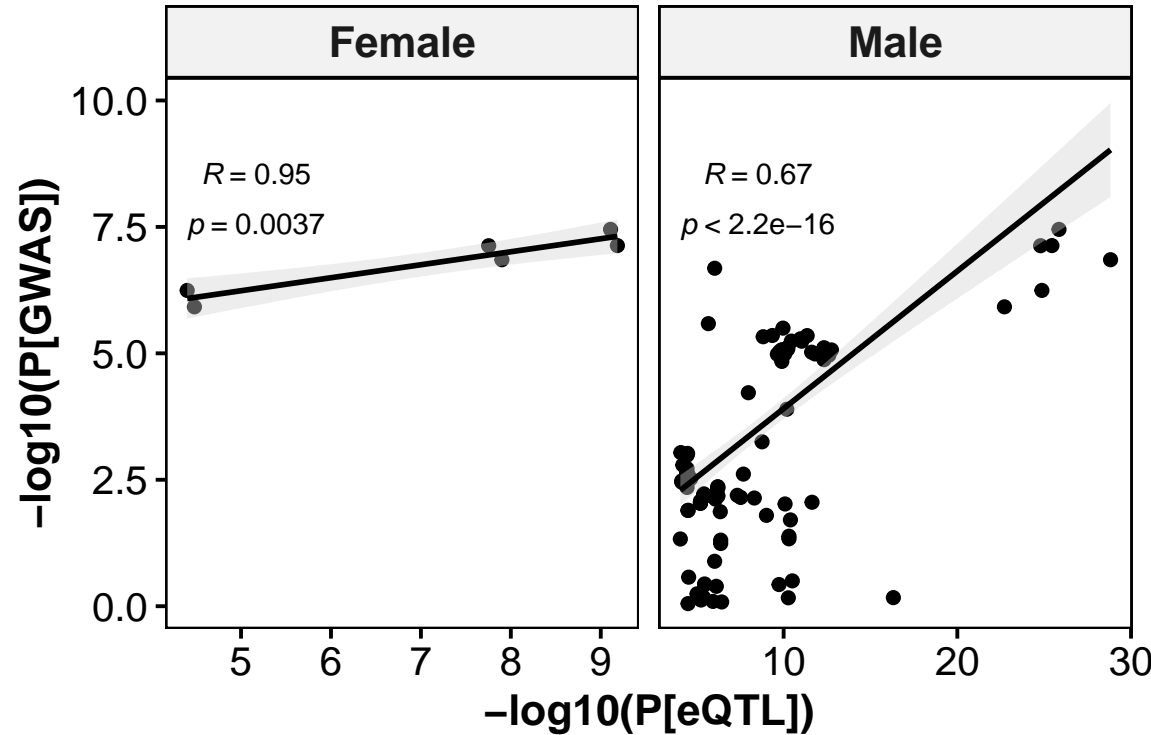 Female
Male
−log10(P[GWAS])
10.0
7.5
5.0
2.5
0.0
R = 0.95
p = 0.0037
R = 0.67
p < 2.2e−16
5 6 7 8 9
10 20 30
−log10(P[eQTL])